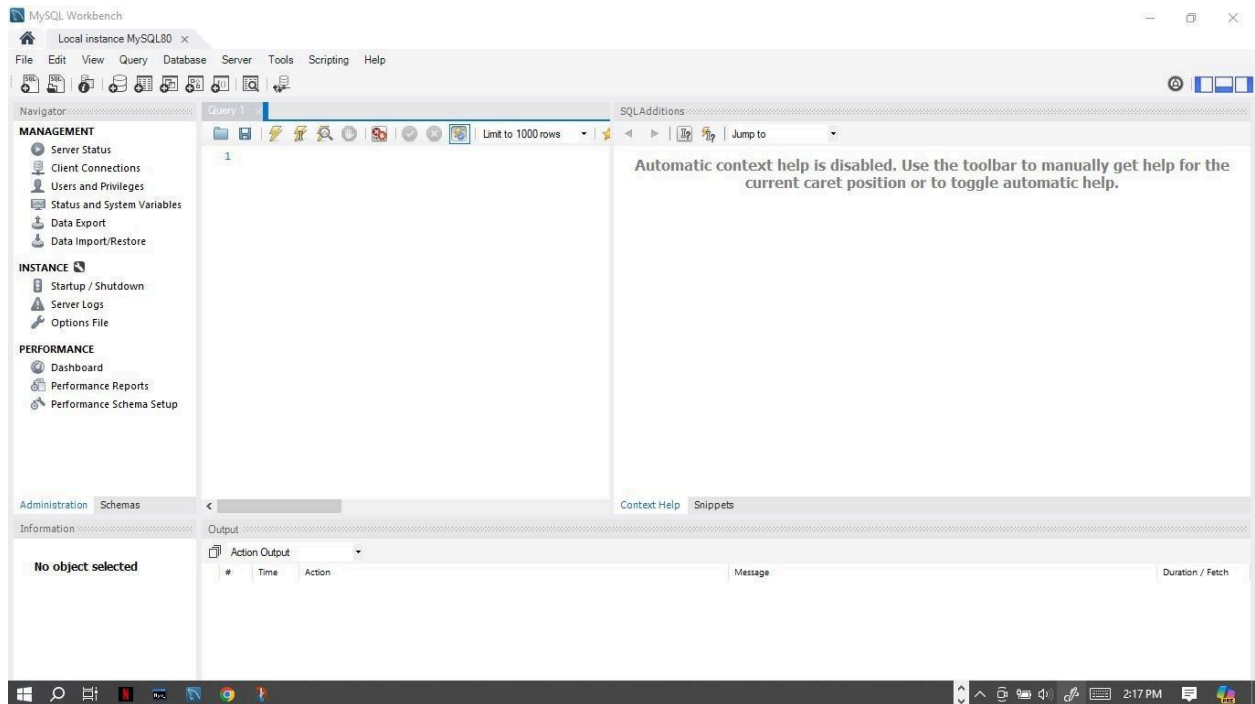 MySQL Workbench
Local instance MySQL80
File Edit View Query Database Server Tools Scripting Help
Navigator
MANAGEMENT
Server Status
Client Connections
Users and Privileges
Status and System Variables
Data Export
Data Import/Restore
INSTANCE
Startup / Shutdown
Server Logs
Options File
PERFORMANCE
Dashboard
Performance Reports
Performance Schema Setup
Administration Schemas
Information
No object selected
Query 1
Limit to 1000 rows
1
SQLAdditions
Jump to
Automatic context help is disabled. Use the toolbar to manually get help for the
current caret position or to toggle automatic help.
Context Help Snippets
Output
Action Output
# Time Action Message Duration / Fetch
2:17 PM